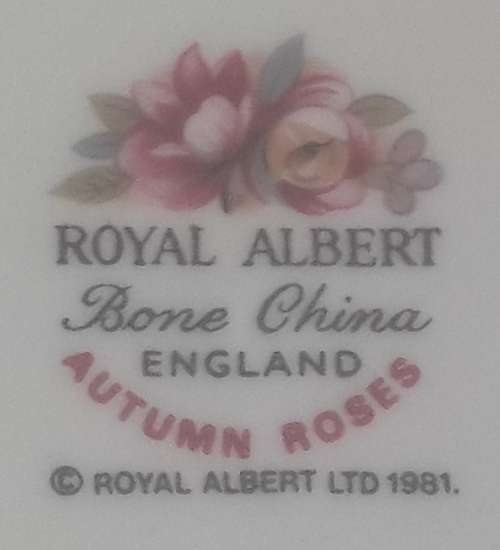 ROYAL ALBERT
Bone China
ENGLAND
AUTUMN ROSES
© ROYAL ALBERT LTD 1981.